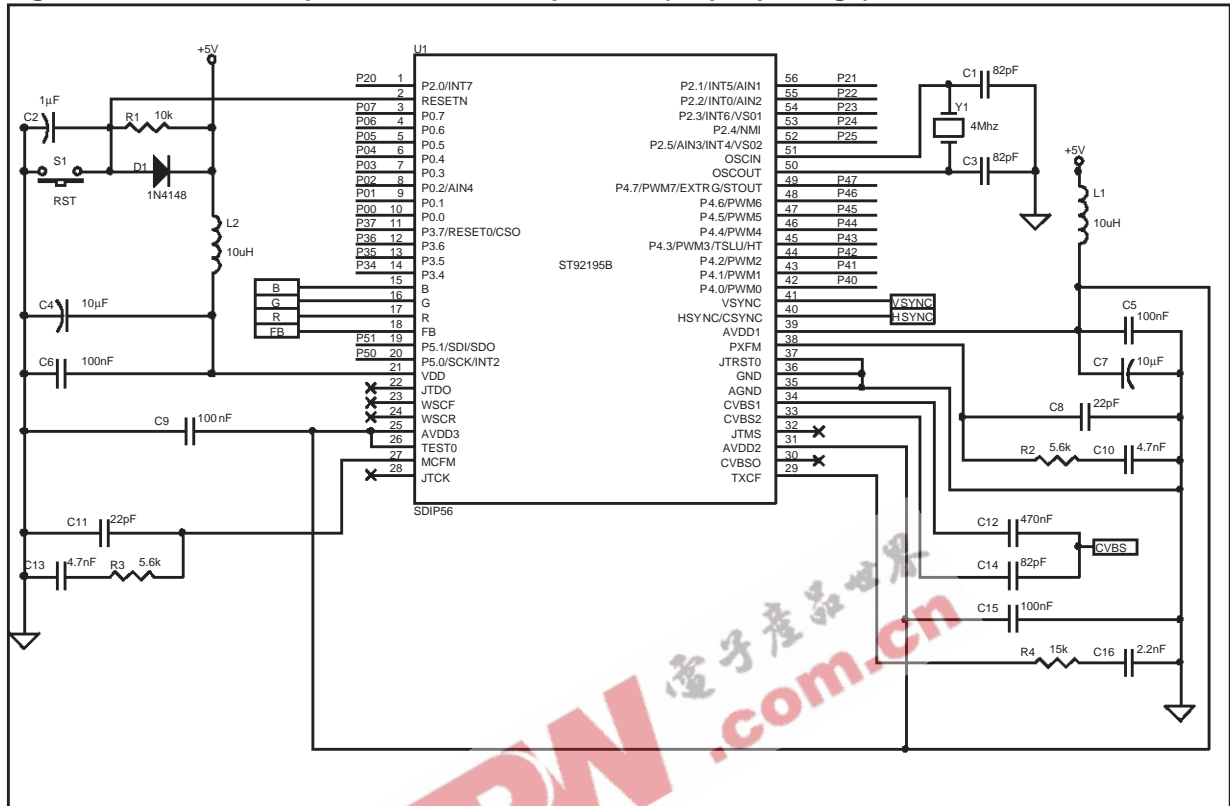 +5V
U1
P20 1 P2.0/INT7
2 RESETN
P07 3 P0.7
P06 4 P0.6
P05 5 P0.5
P04 6 P0.4
P03 7 P0.3
P02 8 P0.2/AIN4
P01 9 P0.1
P00 10 P0.0
P37 11 P3.7/RESET0/CSO
P36 12 P3.6
P35 13 P3.5
P34 14 P3.4
B 15 B
G 16 G
R 17 R
FB 18 FB
P51 19 P5.1/SDI/SDO
P50 20 P5.0/SCK/INT2
21 VDD
22 JTDO
23 WSCF
24 WSCR
25 AVDD3
26 TEST0
27 MCFM
28 JTCK
SDIP56
ST92195B
P2.1/INT5/AIN1 56 P21
P2.2/INT0/AIN2 55 P22
P2.3/INT6/VS01 54 P23
P2.4/NMI 53 P24
P2.5/AIN3/INT4/VS02 52 P25
OSCIN 51
OSCOUT 50
P4.7/PWM7/EXTRG/STOUT 49 P47
P4.6/PWM6 48 P46
P4.5/PWM5 47 P45
P4.4/PWM4 46 P44
P4.3/PWM3/TSLU/HT 45 P43
P4.2/PWM2 44 P42
P4.1/PWM1 43 P41
P4.0/PWM0 42 P40
VSYNC 41 VSYNC
HSYNC/CSYNC 40 HSYNC
AVDD1 39
PXFM 38
JTRST0 37
GND 36
AGND 35
CVBS1 34
CVBS2 33
JTMS 32
AVDD2 31
CVBSO 30
TXCF 29
C2 1µF
R1 10k
S1
RST
D1
1N4148
L2
10uH
C4 10µF
C6 100nF
C9 100nF
C11 22pF
C13 4.7nF R3 5.6k
C1 82pF
Y1
4Mhz
C3 82pF
+5V
L1
10uH
C5
100nF
C7 10µF
C8 22pF
R2 5.6k C10 4.7nF
C12 470nF
CVBS
C14 82pF
C15 100nF
R4 15k C16 2.2nF
電子產品世界
.com.cn